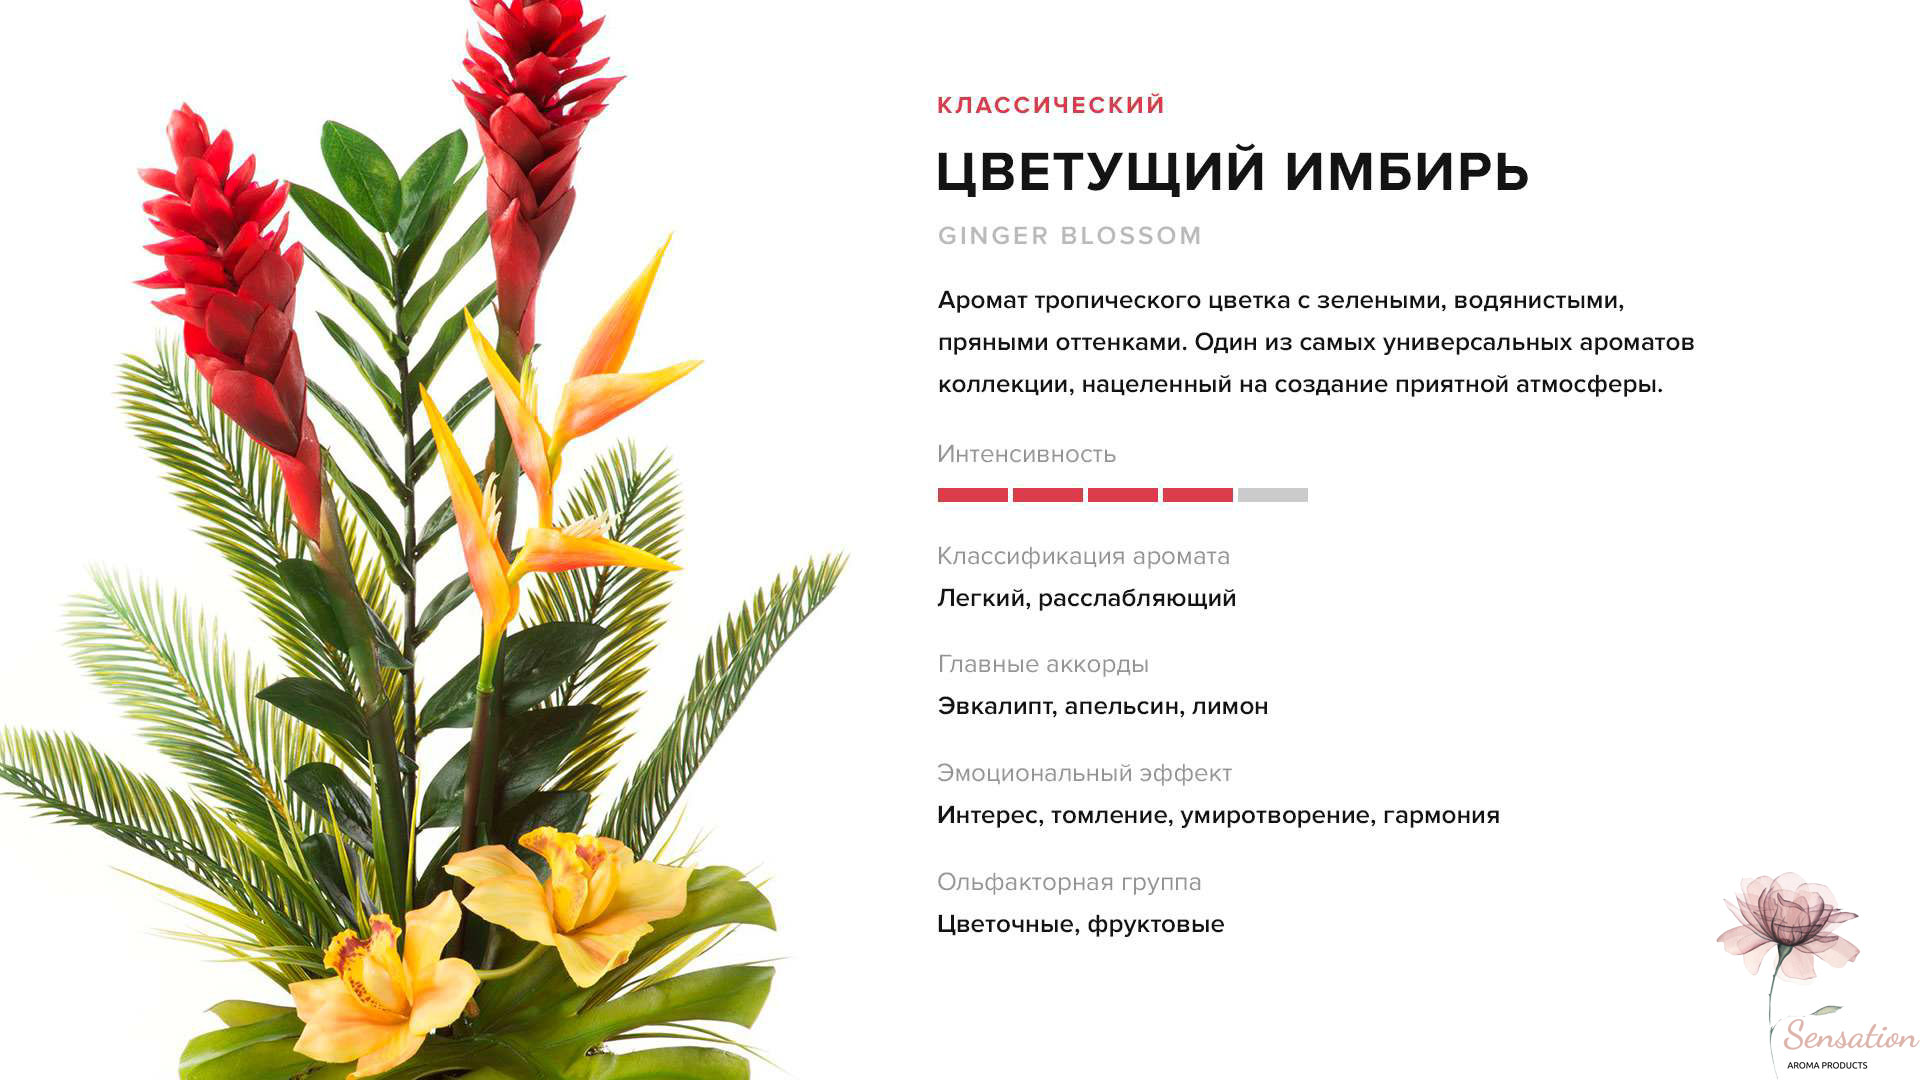 КЛАССИЧЕСКИЙ
ЦВЕТУЩИЙ ИМБИРЬ
GINGER BLOSSOM
Аромат тропического цветка с зелеными, водянистыми,
пряными оттенками. Один из самых универсальных ароматов
коллекции, нацеленный на создание приятной атмосферы.
Интенсивность
Классификация аромата
Легкий, расслабляющий
Главные аккорды
Эвкалипт, апельсин, лимон
Эмоциональный эффект
Интерес, томление, умиротворение, гармония
Ольфакторная группа
Цветочные, фруктовые
Sensation
AROMA PRODUCTS